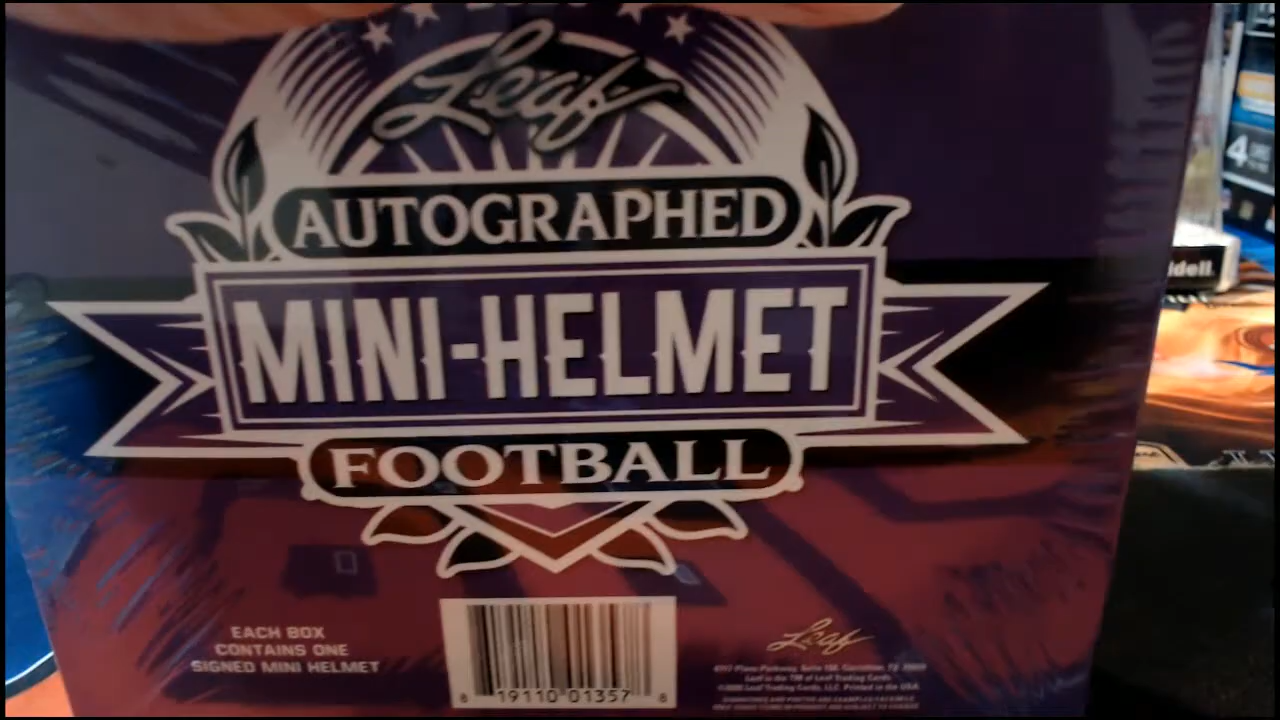 Leaf
AUTOGRAPHED
MINI-HELMET
FOOTBALL
EACH BOX
CONTAINS ONE
SIGNED MINI HELMET
8 19110 01357 8
Leaf
Leaf is the TM of Leaf Trading Cards
Leaf Trading Cards, LLC. Printed in the USA
4
dell